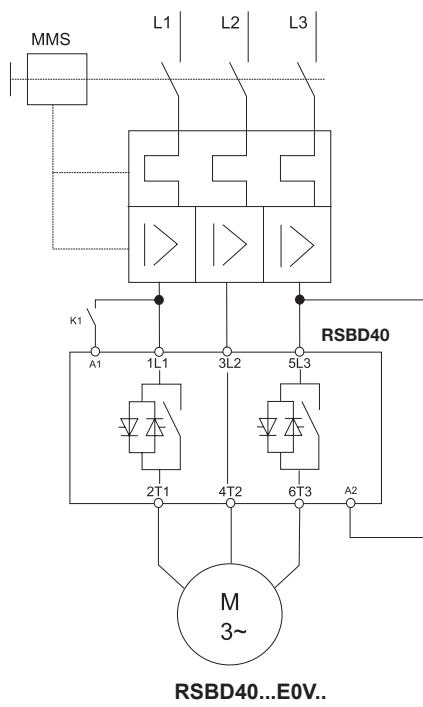 L1 L2 L3
MMS
K1
RSBD40
A1 1L1 3L2 5L3
2T1 4T2 6T3 A2
M
3~
RSBD40...E0V..